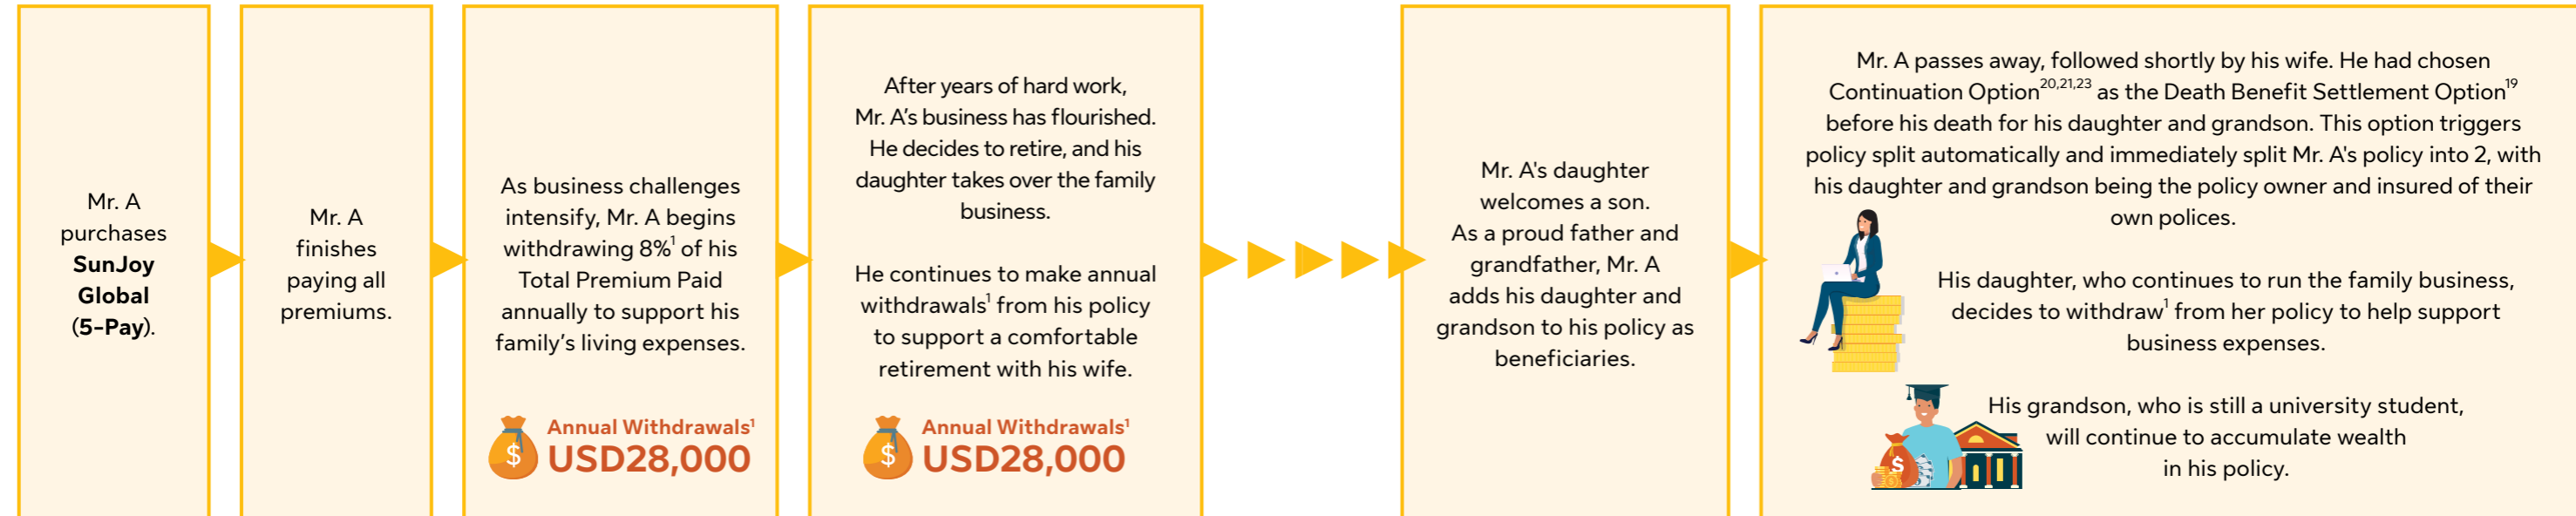 Mr. A
purchases
SunJoy
Global
(5-Pay).
Mr. A
finishes
paying all
premiums.
As business challenges
intensify, Mr. A begins
withdrawing 8%¹ of his
Total Premium Paid
annually to support his
family's living expenses.
Annual Withdrawals¹
USD28,000
$
After years of hard work,
Mr. A's business has flourished.
He decides to retire, and his
daughter takes over the family
business.
He continues to make annual
withdrawals¹ from his policy
to support a comfortable
retirement with his wife.
Annual Withdrawals¹
USD28,000
$
Mr. A's daughter
welcomes a son.
As a proud father and
grandfather, Mr. A
adds his daughter and
grandson to his policy as
beneficiaries.
Mr. A passes away, followed shortly by his wife. He had chosen
Continuation Option²⁰,²¹,²³ as the Death Benefit Settlement Option¹⁹
before his death for his daughter and grandson. This option triggers
policy split automatically and immediately split Mr. A's policy into 2, with
his daughter and grandson being the policy owner and insured of their
own polices.
His daughter, who continues to run the family business,
decides to withdraw¹ from her policy to help support
business expenses.
His grandson, who is still a university student,
will continue to accumulate wealth
in his policy.
$